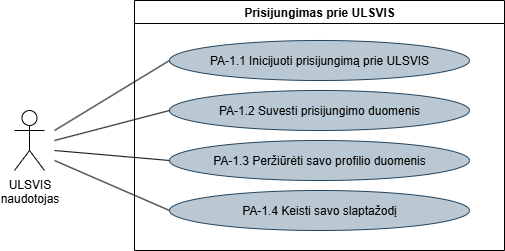 Prisijungimas prie ULSVIS
PA-1.1 Inicijuoti prisijungimą prie ULSVIS
PA-1.2 Suvesti prisijungimo duomenis
PA-1.3 Peržiūrėti savo profilio duomenis
PA-1.4 Keisti savo slaptažodį
ULSVIS
naudotojas